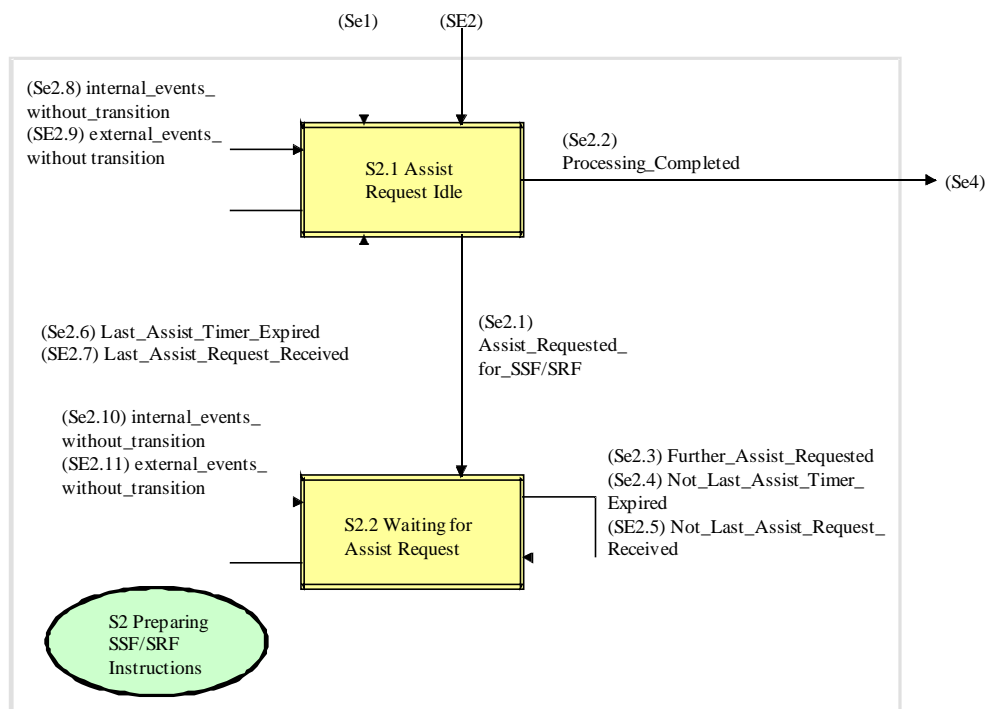 (Se1)
(SE2)
(Se2.8) internal_events_
without_transition
(SE2.9) external_events_
without transition
S2.1 Assist
Request Idle
(Se2.2)
Processing_Completed
(Se4)
(Se2.6) Last_Assist_Timer_Expired
(SE2.7) Last_Assist_Request_Received
(Se2.1)
Assist_Requested_
for_SSF/SRF
(Se2.10) internal_events_
without_transition
(SE2.11) external_events_
without_transition
S2.2 Waiting for
Assist Request
(Se2.3) Further_Assist_Requested
(Se2.4) Not_Last_Assist_Timer_
Expired
(SE2.5) Not_Last_Assist_Request_
Received
S2 Preparing
SSF/SRF
Instructions